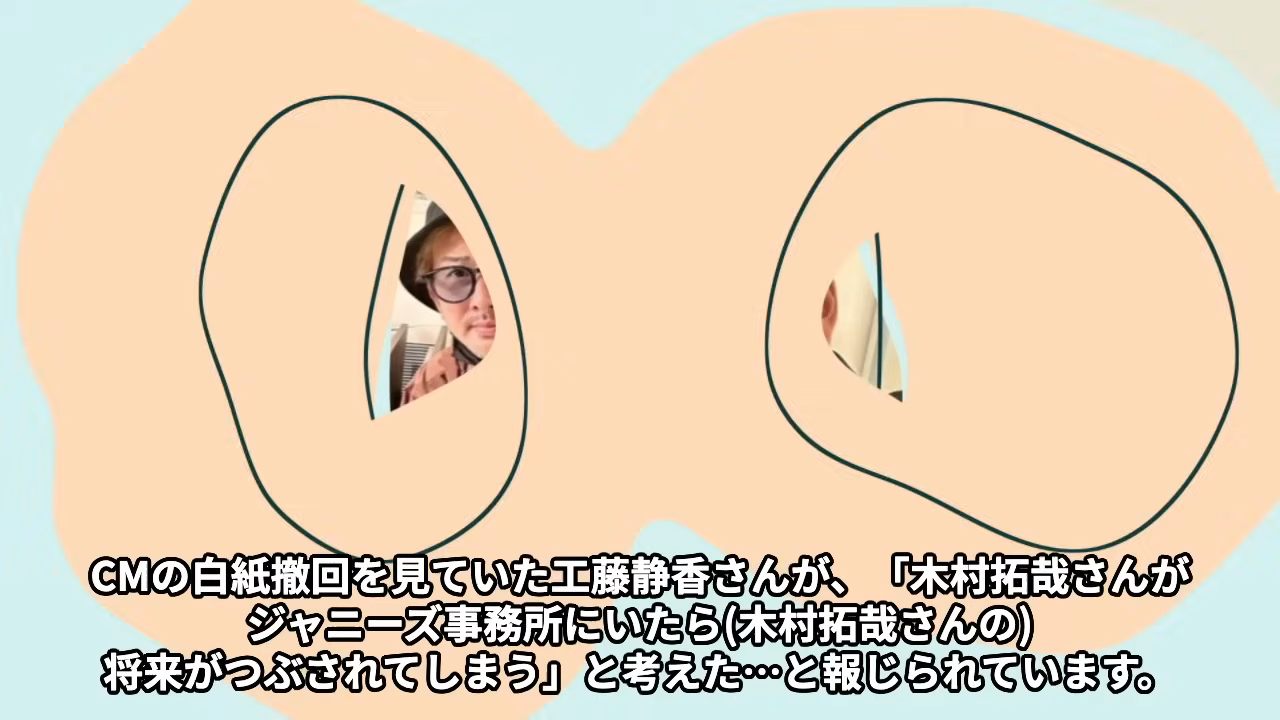 CMの白紙撤回を見ていた工藤静香さんが、「木村拓哉さんが
ジャニーズ事務所にいたら(木村拓哉さんの)
将来がつぶされてしまう」と考えた…と報じられています。